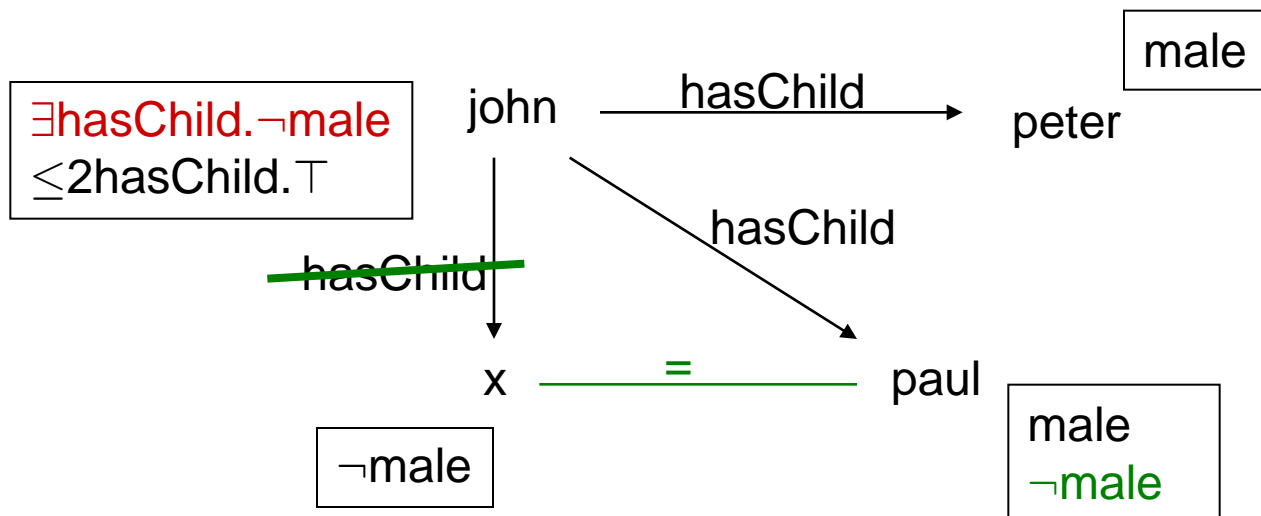 male
∃hasChild.¬male
≤2hasChild.⊤
john
hasChild
peter
hasChild
hasChild
x
=
paul
¬male
male
¬male